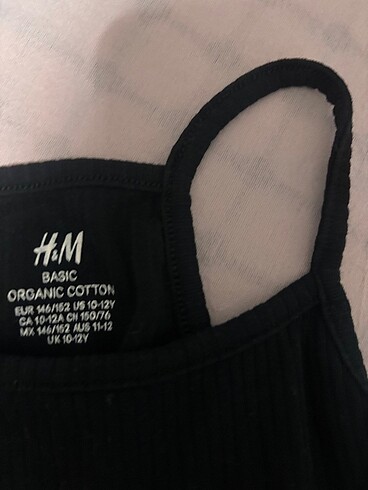 H&M
BASIC
ORGANIC COTTON
EUR 146/152 US 10-12Y
CA 10-12A CN 150/76
MX 146/152 AUS 11-12
UK 10-12Y